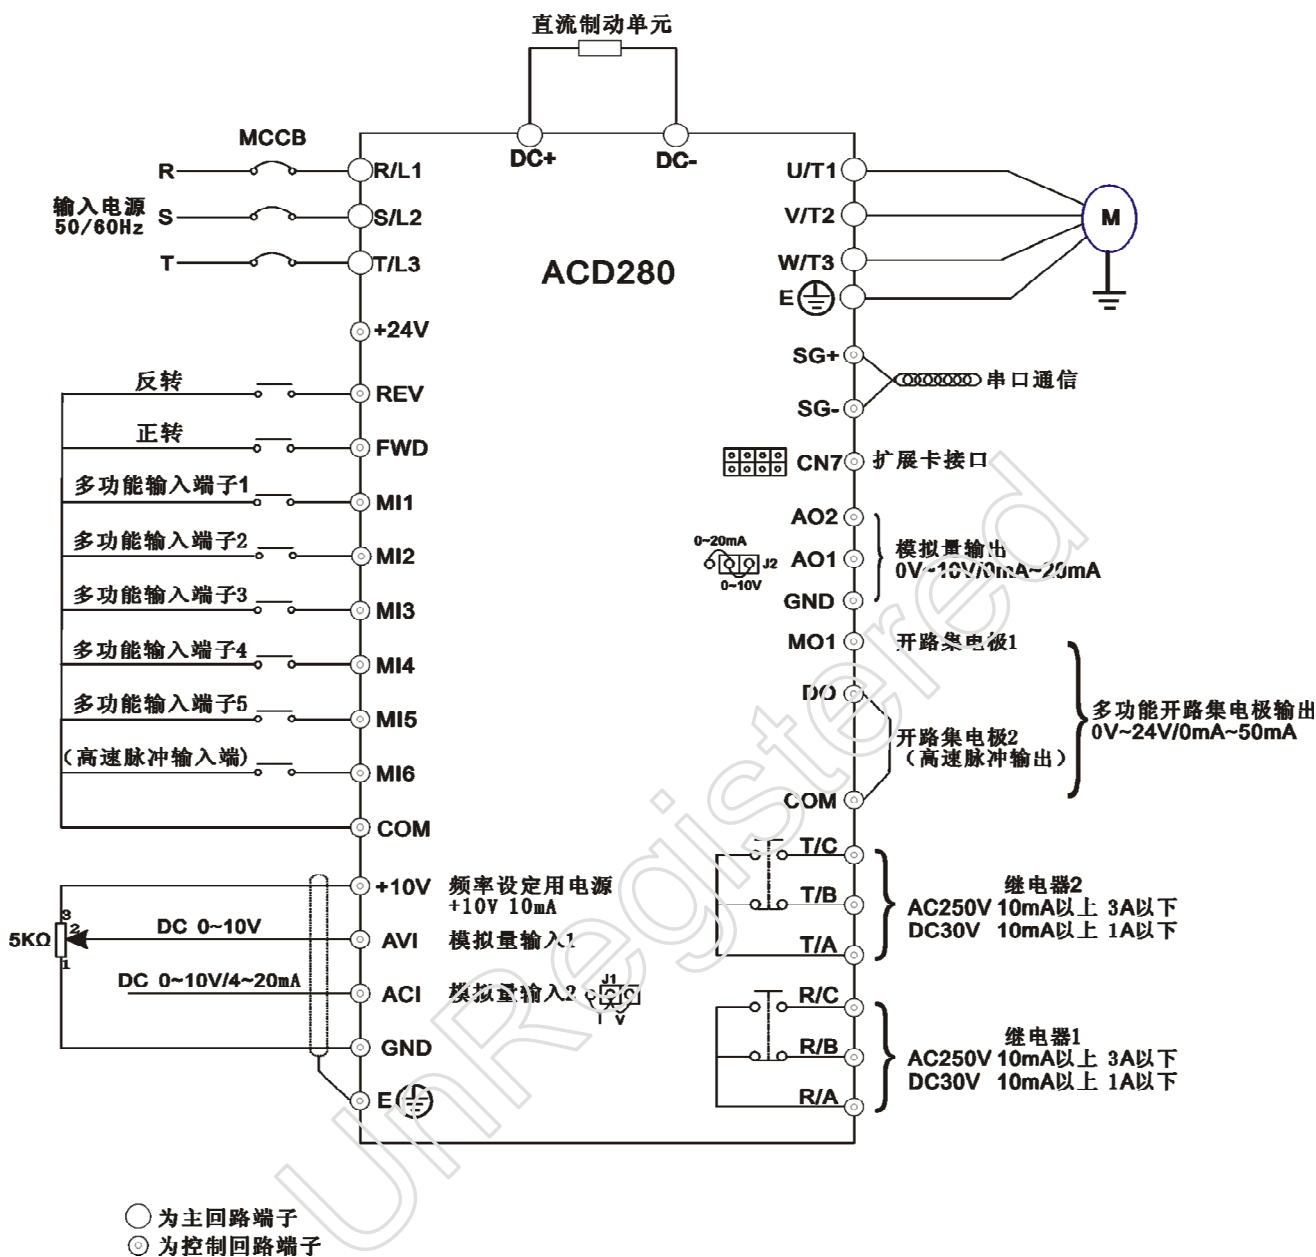 直流制动单元
DC+
DC-
MCCB
R
R/L1
输入电源
50/60Hz
S
S/L2
T
T/L3
ACD280
U/T1
V/T2
W/T3
E
M
+24V
SG+
SG-
串口通信
反转
REV
正转
FWD
CN7
扩展卡接口
多功能输入端子1
MI1
多功能输入端子2
MI2
多功能输入端子3
MI3
多功能输入端子4
MI4
多功能输入端子5
MI5
(高速脉冲输入端)
MI6
COM
AO2
0~20mA
J2
0~10V
AO1
GND
模拟量输出
0V~10V/0mA~20mA
MO1
开路集电极1
DO
开路集电极2
(高速脉冲输出)
COM
多功能开路集电极输出
0V~24V/0mA~50mA
+10V
频率设定用电源
+10V 10mA
5KΩ
3
2
1
DC 0~10V
AVI
模拟量输入1
DC 0~10V/4~20mA
ACI
模拟量输入2
J1
I
V
GND
E
T/C
T/B
T/A
继电器2
AC250V 10mA以上 3A以下
DC30V 10mA以上 1A以下
R/C
R/B
R/A
继电器1
AC250V 10mA以上 3A以下
DC30V 10mA以上 1A以下
为主回路端子
为控制回路端子
UnRegistered